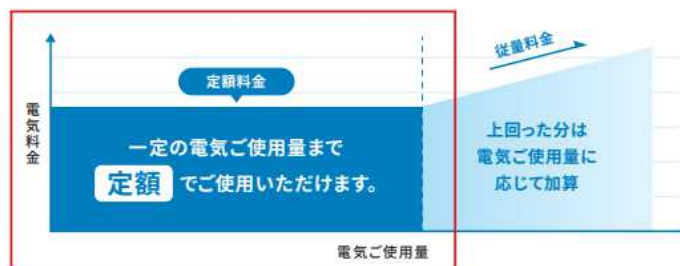 従量料金
定額料金
電気料金
一定の電気ご使用量まで
定額 でご使用いただけます。
上回った分は
電気ご使用量に
応じて加算
電気ご使用量